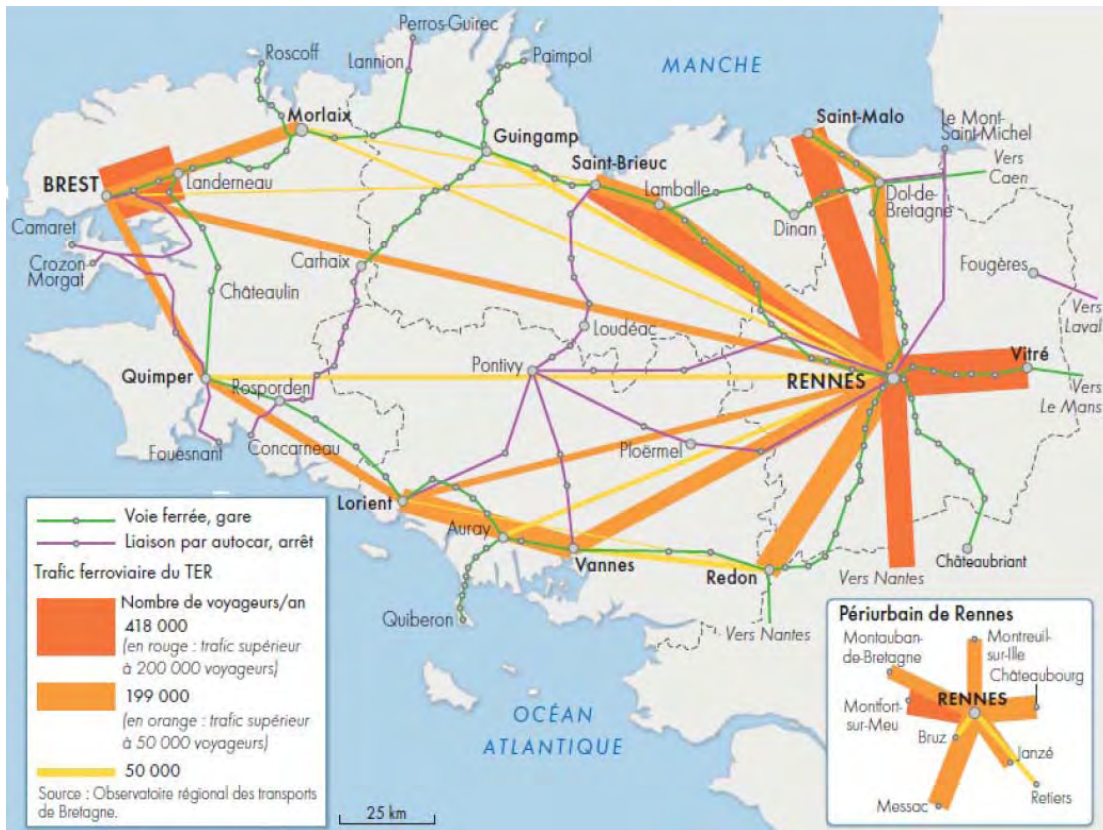 Perros-Guirec
Roscoff
Lannion
Paimpol
MANCHE
Morlaix
Saint-Malo
Le Mont-
Saint-Michel
Guingamp
Vers
Caen
Saint-Brieuc
BREST
Landerneau
Lamballe
Dol-de-
Bretagne
Dinan
Camaret
Crozon
Morgat
Carhaix
Fougères
Châteaulin
Vers
Laval
Loudéac
Quimper
Pontivy
RENNES
Vitré
Rosporden
Vers
Le Mans
Fouesnant
Concarneau
Ploërmel
Lorient
Auray
Vannes
Redon
Vers Nantes
Châteaubriant
Quiberon
Vers Nantes
OCÉAN
ATLANTIQUE
25 km
Voie ferrée, gare
Liaison par autocar, arrêt
Trafic ferroviaire du TER
Nombre de voyageurs/an
418 000
(en rouge : trafic supérieur
à 200 000 voyageurs)
199 000
(en orange : trafic supérieur
à 50 000 voyageurs)
50 000
Source : Observatoire régional des transports
de Bretagne.
Périurbain de Rennes
Montauban-
de-Bretagne
Montreuil-
sur-Ille
Châteaubourg
RENNES
Montfort-
sur-Meu
Bruz
Janzé
Retiers
Messac